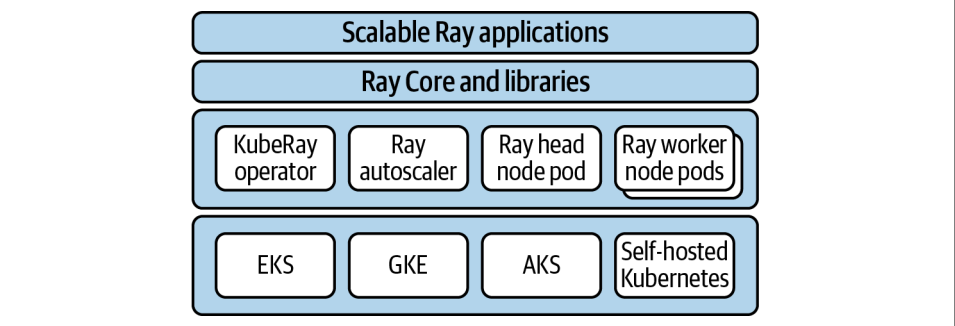 Scalable Ray applications
Ray Core and libraries
KubeRay
operator
Ray
autoscaler
Ray head
node pod
Ray worker
node pods
EKS
GKE
AKS
Self-hosted
Kubernetes